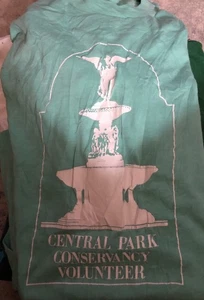 CENTRAL PARK
CONSERVANCY
VOLUNTEER